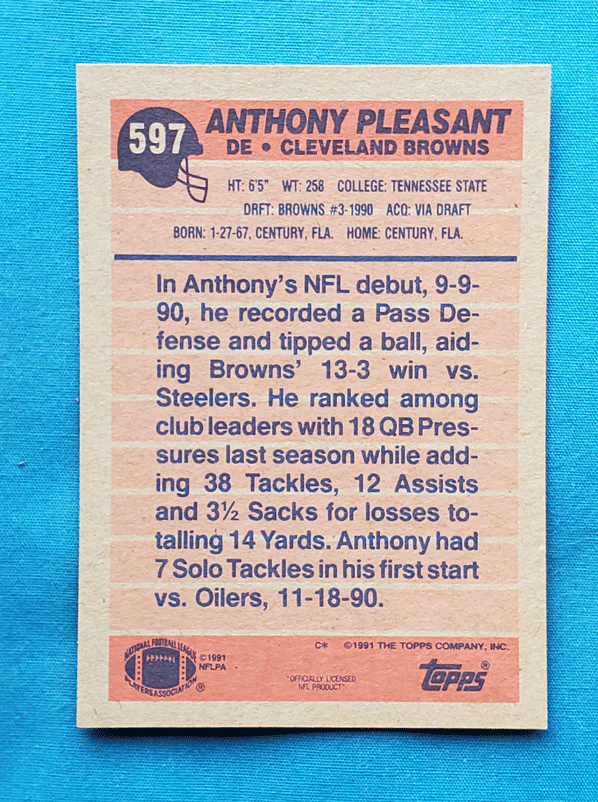 597
ANTHONY PLEASANT
DE • CLEVELAND BROWNS
HT: 6'5" WT: 258 COLLEGE: TENNESSEE STATE
DRFT: BROWNS #3-1990 ACQ: VIA DRAFT
BORN: 1-27-67, CENTURY, FLA. HOME: CENTURY, FLA.
In Anthony's NFL debut, 9-9-
90, he recorded a Pass De-
fense and tipped a ball, aid-
ing Browns' 13-3 win vs.
Steelers. He ranked among
club leaders with 18 QB Pres-
sures last season while add-
ing 38 Tackles, 12 Assists
and 3½ Sacks for losses to-
talling 14 Yards. Anthony had
7 Solo Tackles in his first start
vs. Oilers, 11-18-90.
NATIONAL FOOTBALL LEAGUE
PLAYERS ASSOCIATION ®
©1991
NFLPA
"OFFICIALLY LICENSED
NFL PRODUCT"
C* ©1991 THE TOPPS COMPANY, INC.
TOPPS®